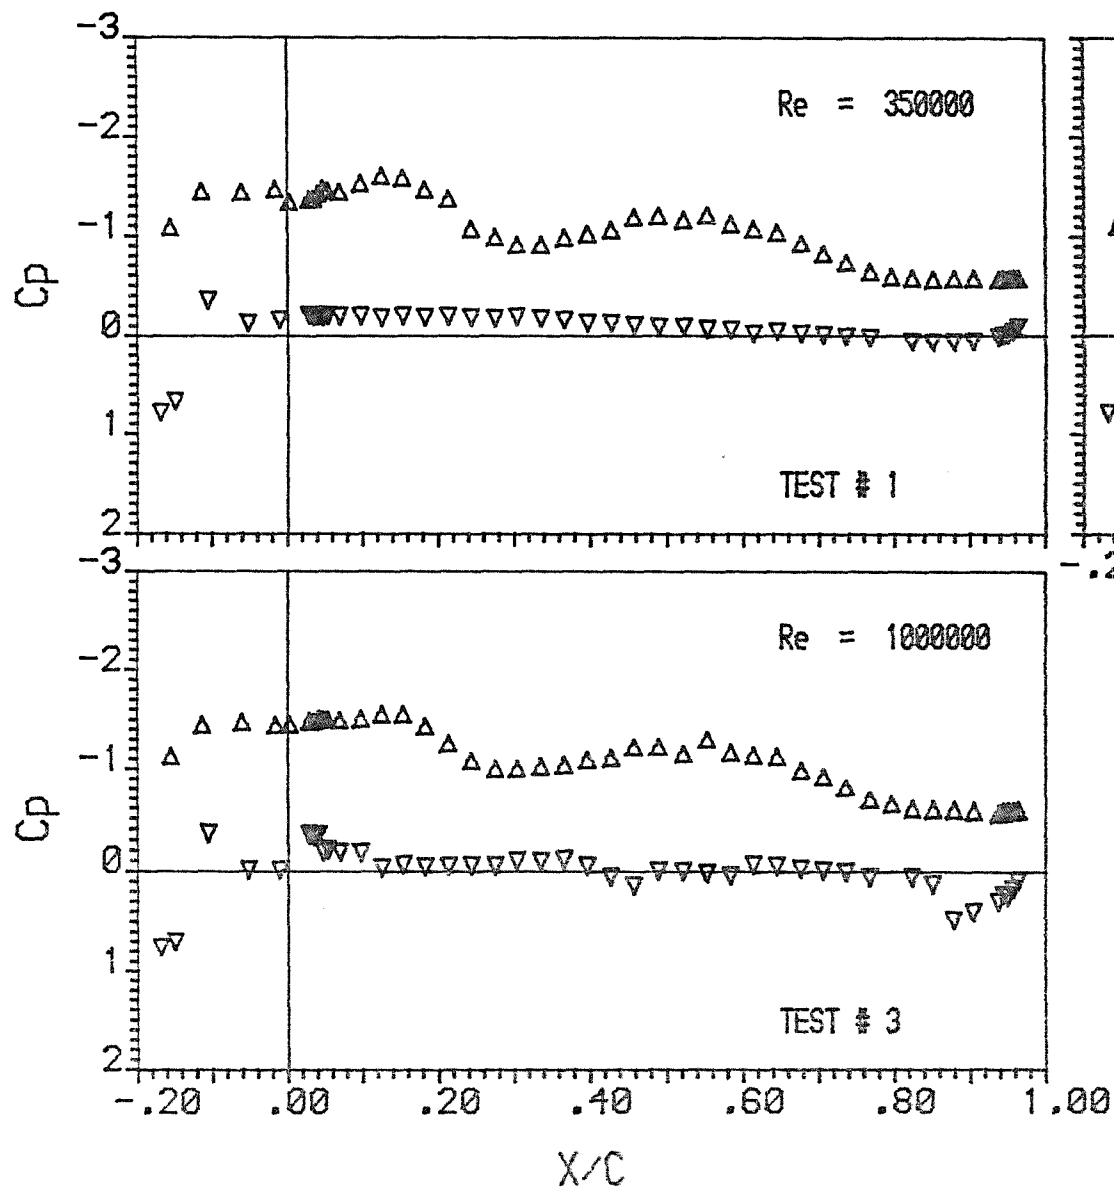 -3
-2
-1
0
1
2
Cp
Re = 350000
TEST # 1
-.2
-3
-2
-1
0
1
2
Cp
Re = 1000000
TEST # 3
-.20 .00 .20 .40 .60 .80 1.00
X/C